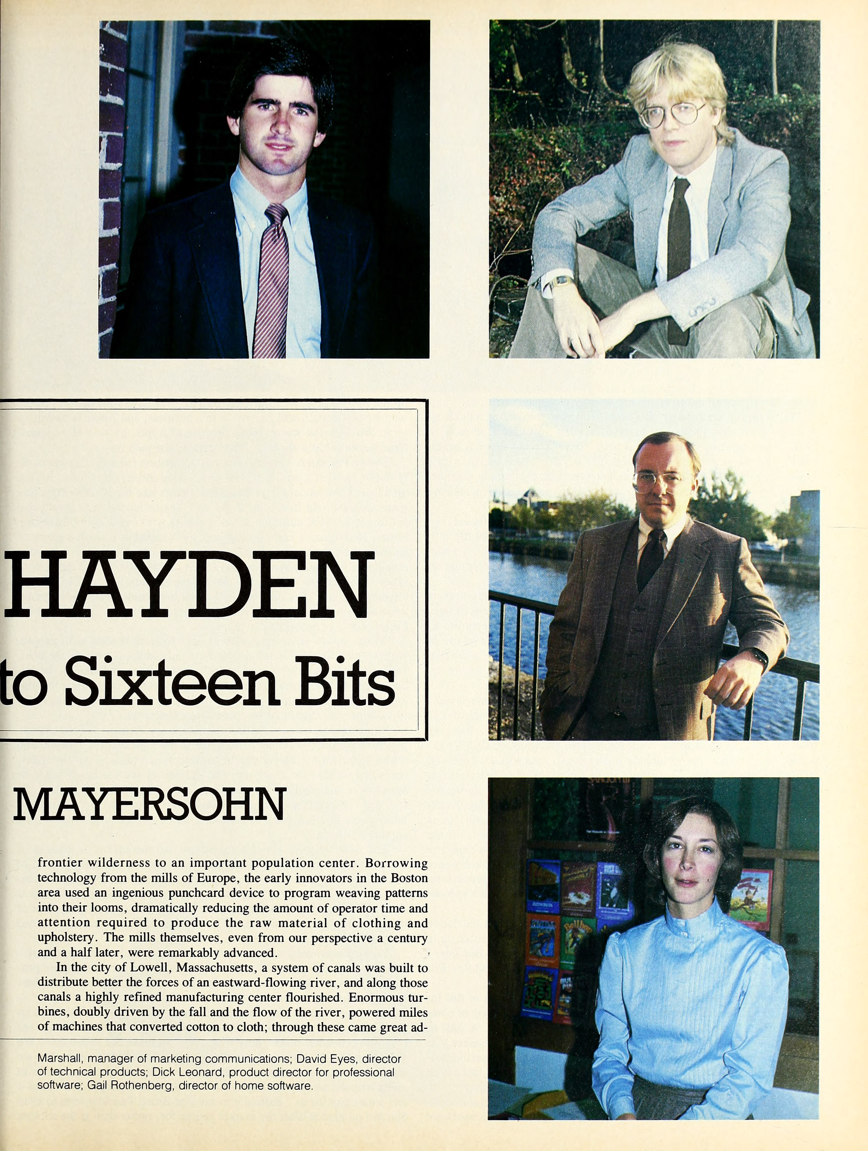 HAYDEN
to Sixteen Bits
MAYERSOHN
frontier wilderness to an important population center. Borrowing
technology from the mills of Europe, the early innovators in the Boston
area used an ingenious punchcard device to program weaving patterns
into their looms, dramatically reducing the amount of operator time and
attention required to produce the raw material of clothing and
upholstery. The mills themselves, even from our perspective a century
and a half later, were remarkably advanced.
In the city of Lowell, Massachusetts, a system of canals was built to
distribute better the forces of an eastward-flowing river, and along those
canals a highly refined manufacturing center flourished. Enormous tur-
bines, doubly driven by the fall and the flow of the river, powered miles
of machines that converted cotton to cloth; through these came great ad-
Marshall, manager of marketing communications; David Eyes, director
of technical products; Dick Leonard, product director for professional
software; Gail Rothenberg, director of home software.